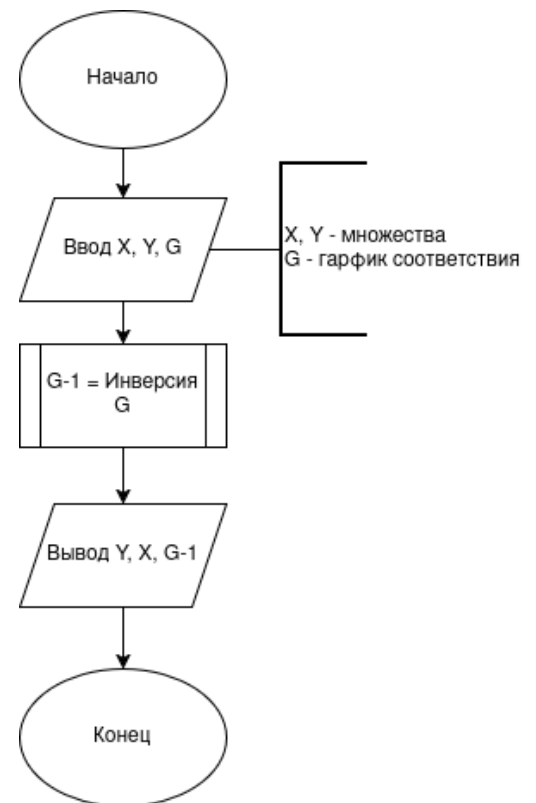 Начало
Ввод X, Y, G
X, Y - множества
G - гарфик соответствия
G-1 = Инверсия
G
Вывод Y, X, G-1
Конец